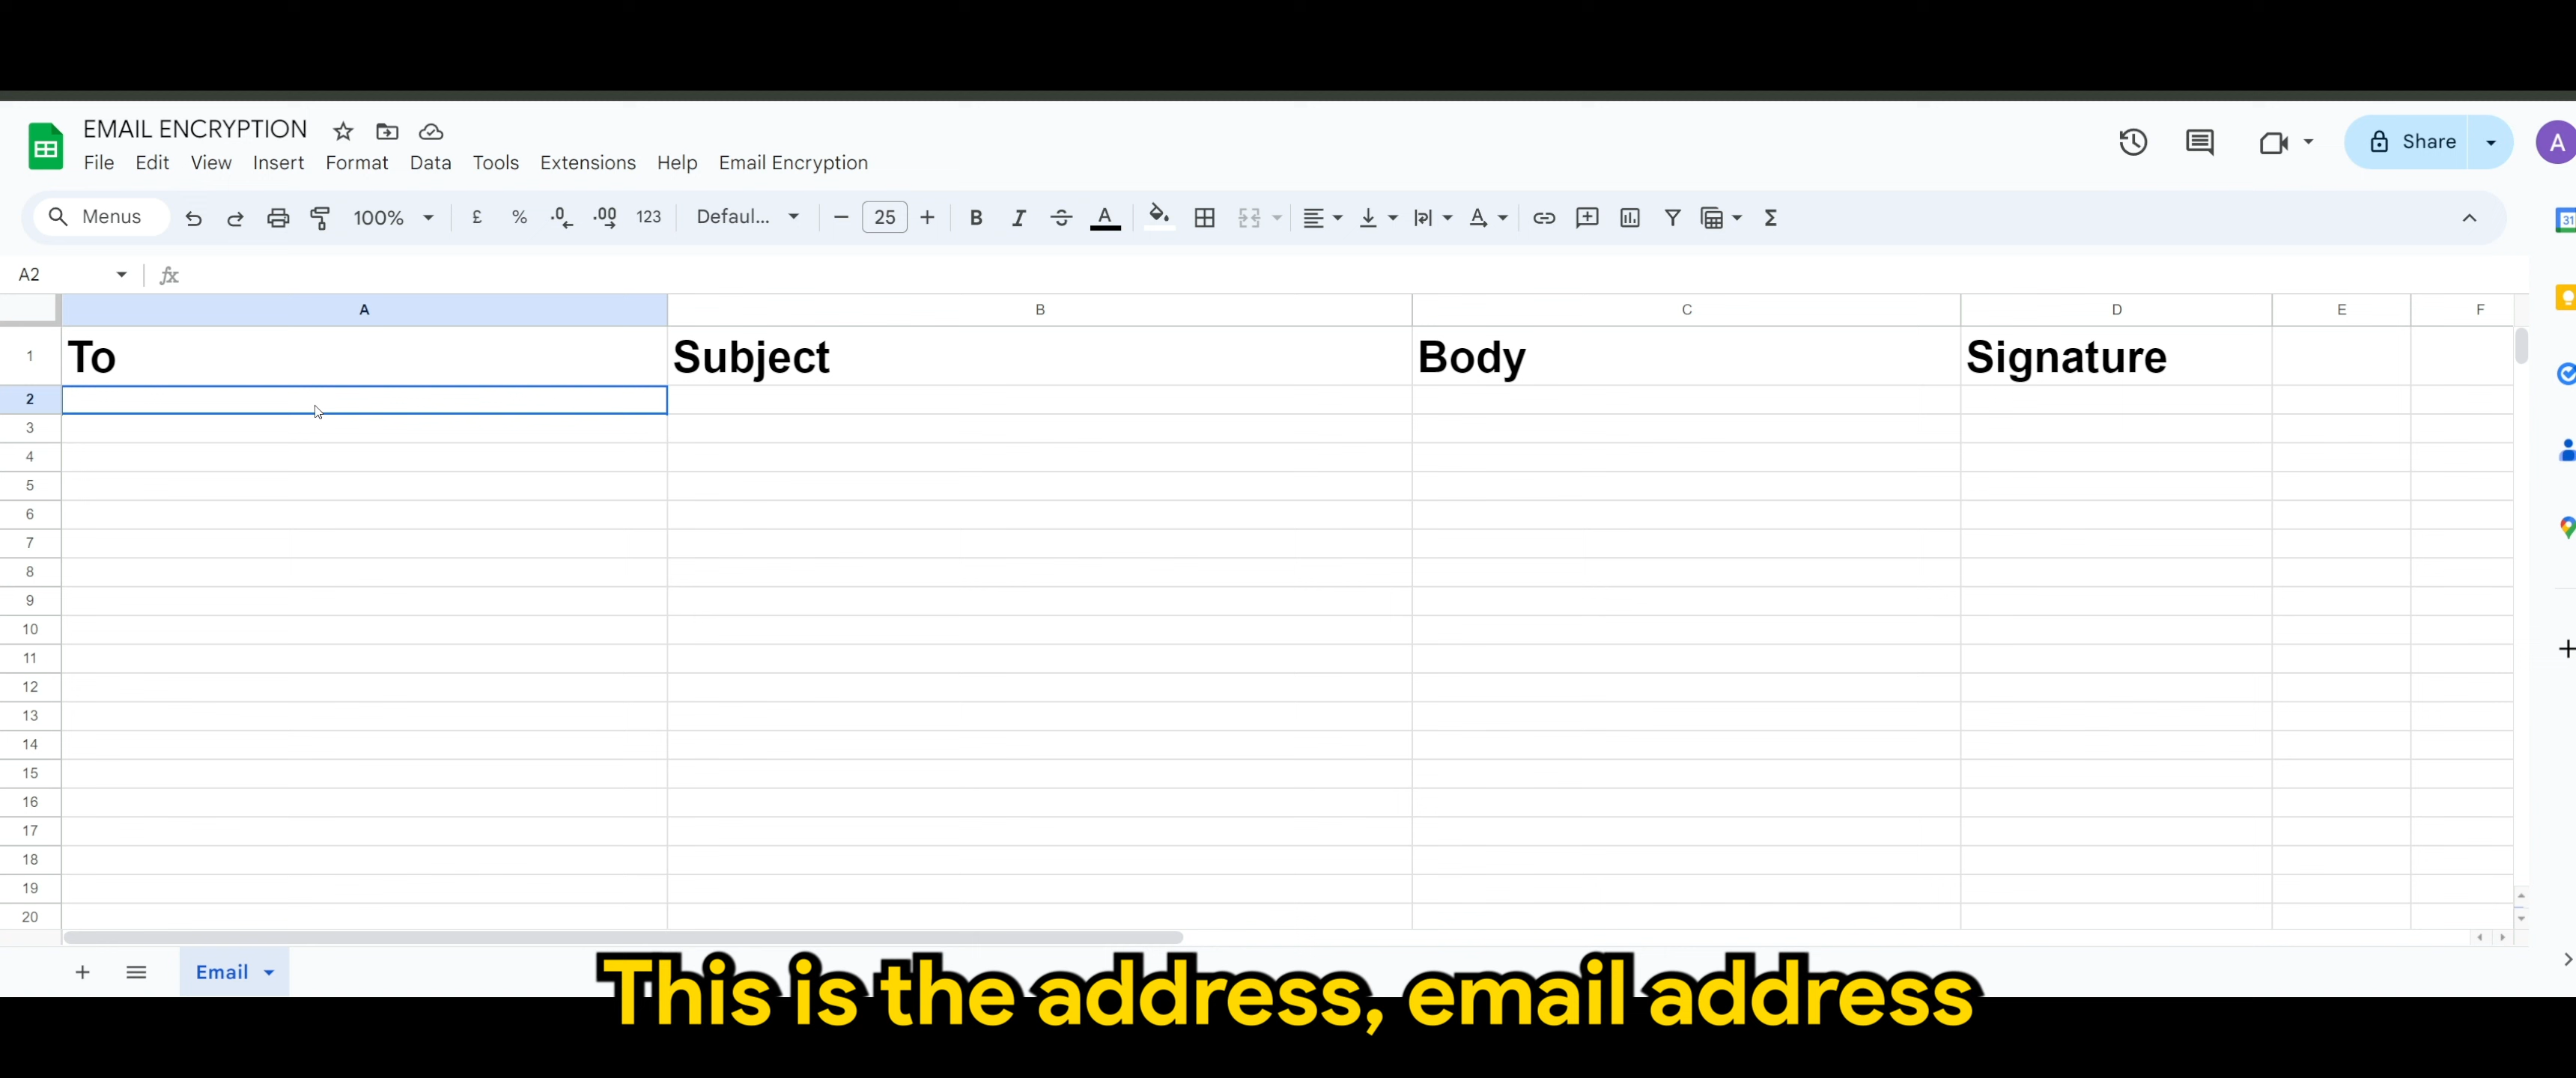 EMAIL ENCRYPTION
File Edit View Insert Format Data Tools Extensions Help Email Encryption
Share
A
Menus 100% £ % .0 .00 123 Defaul... 25 B I S A Σ
31
A2 fx
A B C D E F
1 To Subject Body Signature
2
3
4
5
6
7
8
9
10
11
12
13
14
15
16
17
18
19
20
Email
This is the address, email address